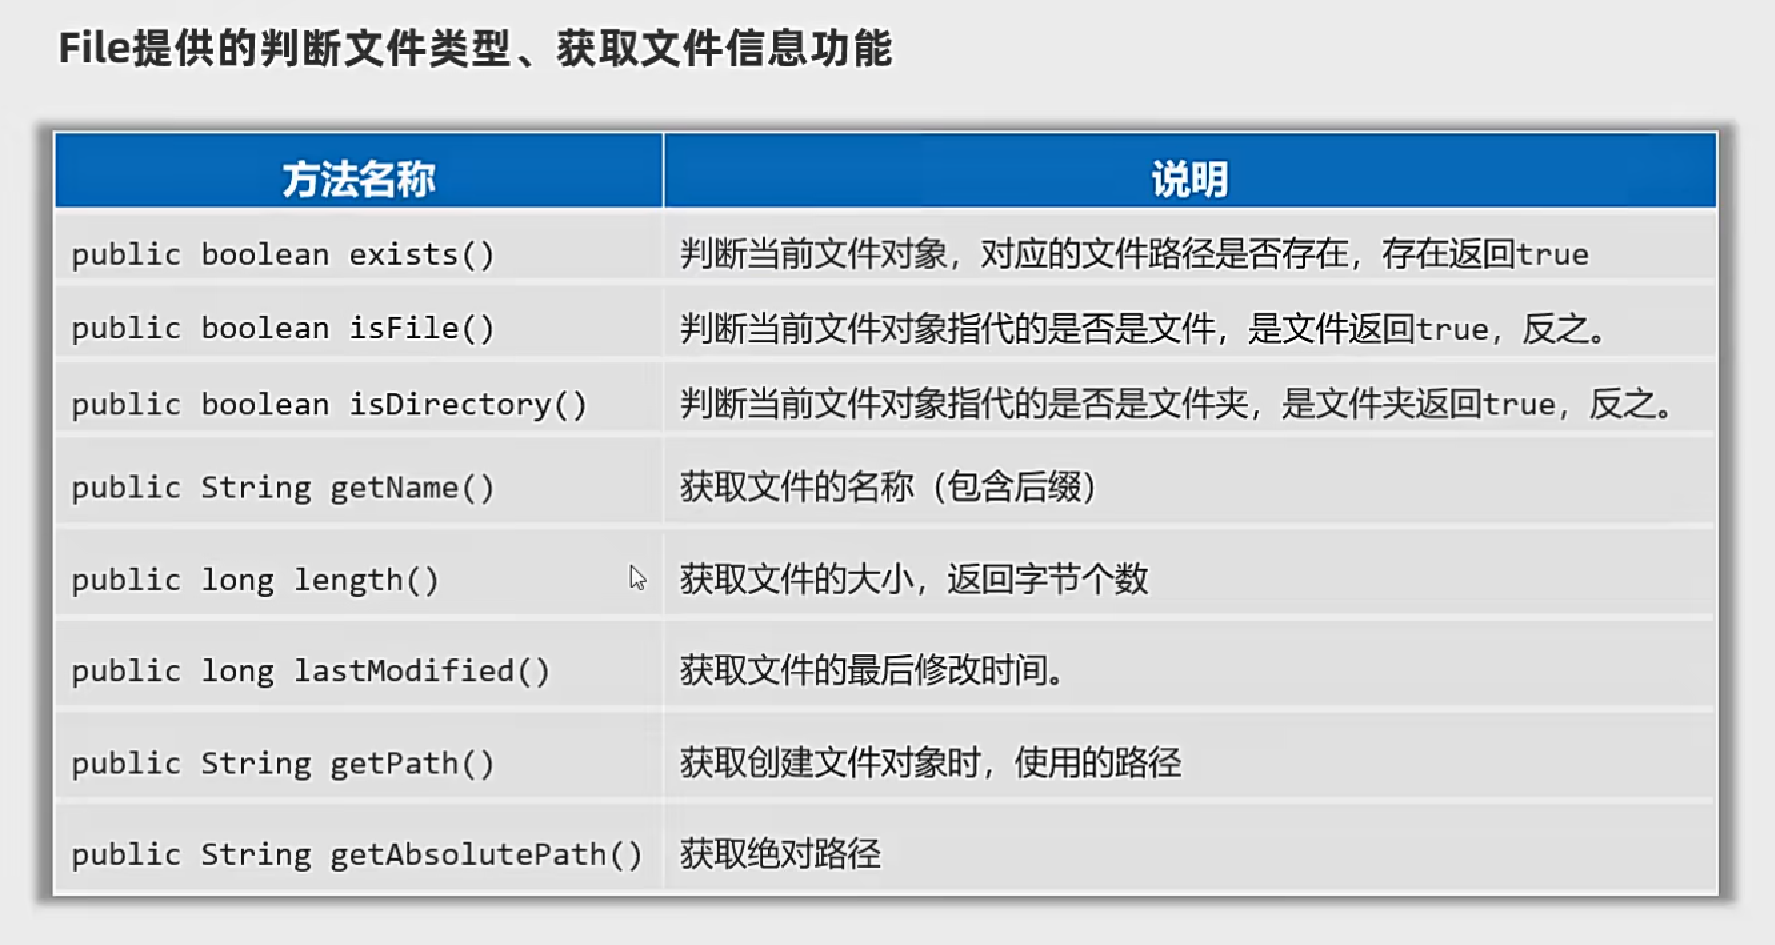 File提供的判断文件类型、获取文件信息功能
方法名称 说明
public boolean exists() 判断当前文件对象，对应的文件路径是否存在，存在返回true
public boolean isFile() 判断当前文件对象指代的是否是文件，是文件返回true，反之。
public boolean isDirectory() 判断当前文件对象指代的是否是文件夹，是文件夹返回true，反之。
public String getName() 获取文件的名称（包含后缀）
public long length() 获取文件的大小，返回字节个数
public long lastModified() 获取文件的最后修改时间。
public String getPath() 获取创建文件对象时，使用的路径
public String getAbsolutePath() 获取绝对路径